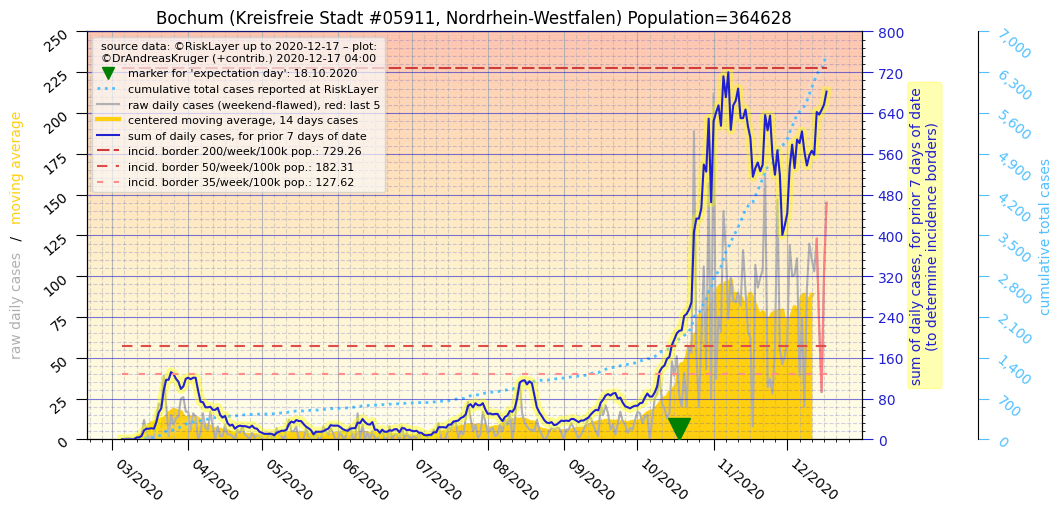 Bochum (Kreisfreie Stadt #05911, Nordrhein-Westfalen) Population=364628
source data: ©RiskLayer up to 2020-12-17 – plot:
©DrAndreasKruger (+contrib.) 2020-12-17 04:00
marker for 'expectation day': 18.10.2020
cumulative total cases reported at RiskLayer
raw daily cases (weekend-flawed), red: last 5
centered moving average, 14 days cases
sum of daily cases, for prior 7 days of date
incid. border 200/week/100k pop.: 729.26
incid. border 50/week/100k pop.: 182.31
incid. border 35/week/100k pop.: 127.62
raw daily cases / moving average
250
225
200
175
150
125
100
75
50
25
0
03/2020
04/2020
05/2020
06/2020
07/2020
08/2020
09/2020
10/2020
11/2020
12/2020
800
720
640
560
480
400
320
240
160
80
0
sum of daily cases, for prior 7 days of date
(to determine incidence borders)
7,000
6,300
5,600
4,900
4,200
3,500
2,800
2,100
1,400
700
0
cumulative total cases